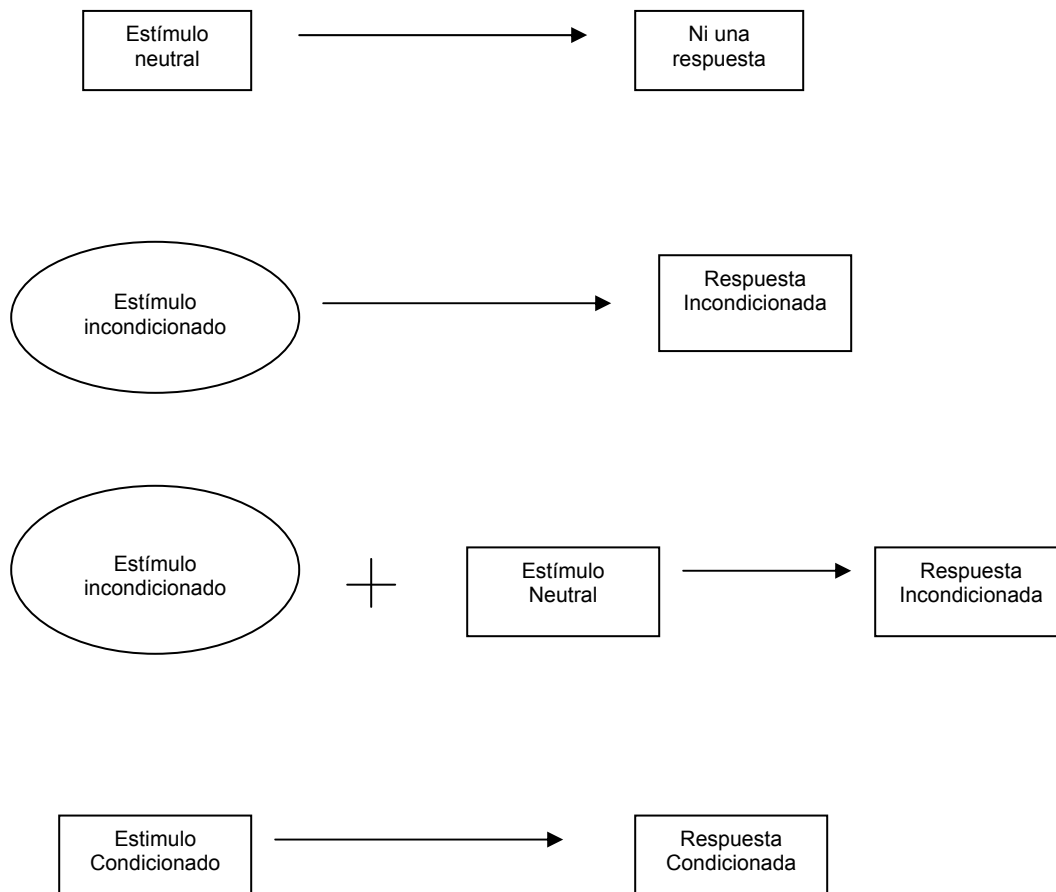 Estímulo
neutral
Ni una
respuesta
Estímulo
incondicionado
Respuesta
Incondicionada
Estímulo
incondicionado
Estímulo
Neutral
Respuesta
Incondicionada
Estimulo
Condicionado
Respuesta
Condicionada